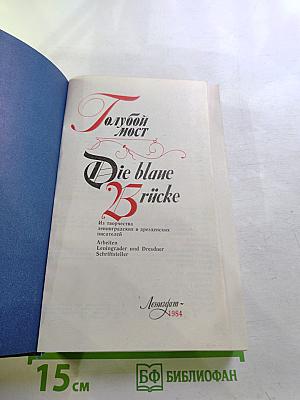 Голубой
мост
Die blaue
Brücke
Из творчества
ленинградских и дрезденских
писателей
Arbeiten
Leningrader und Dresdner
Schriftsteller
Лениздат
1984
15 см
БФ БИБЛИОФАН